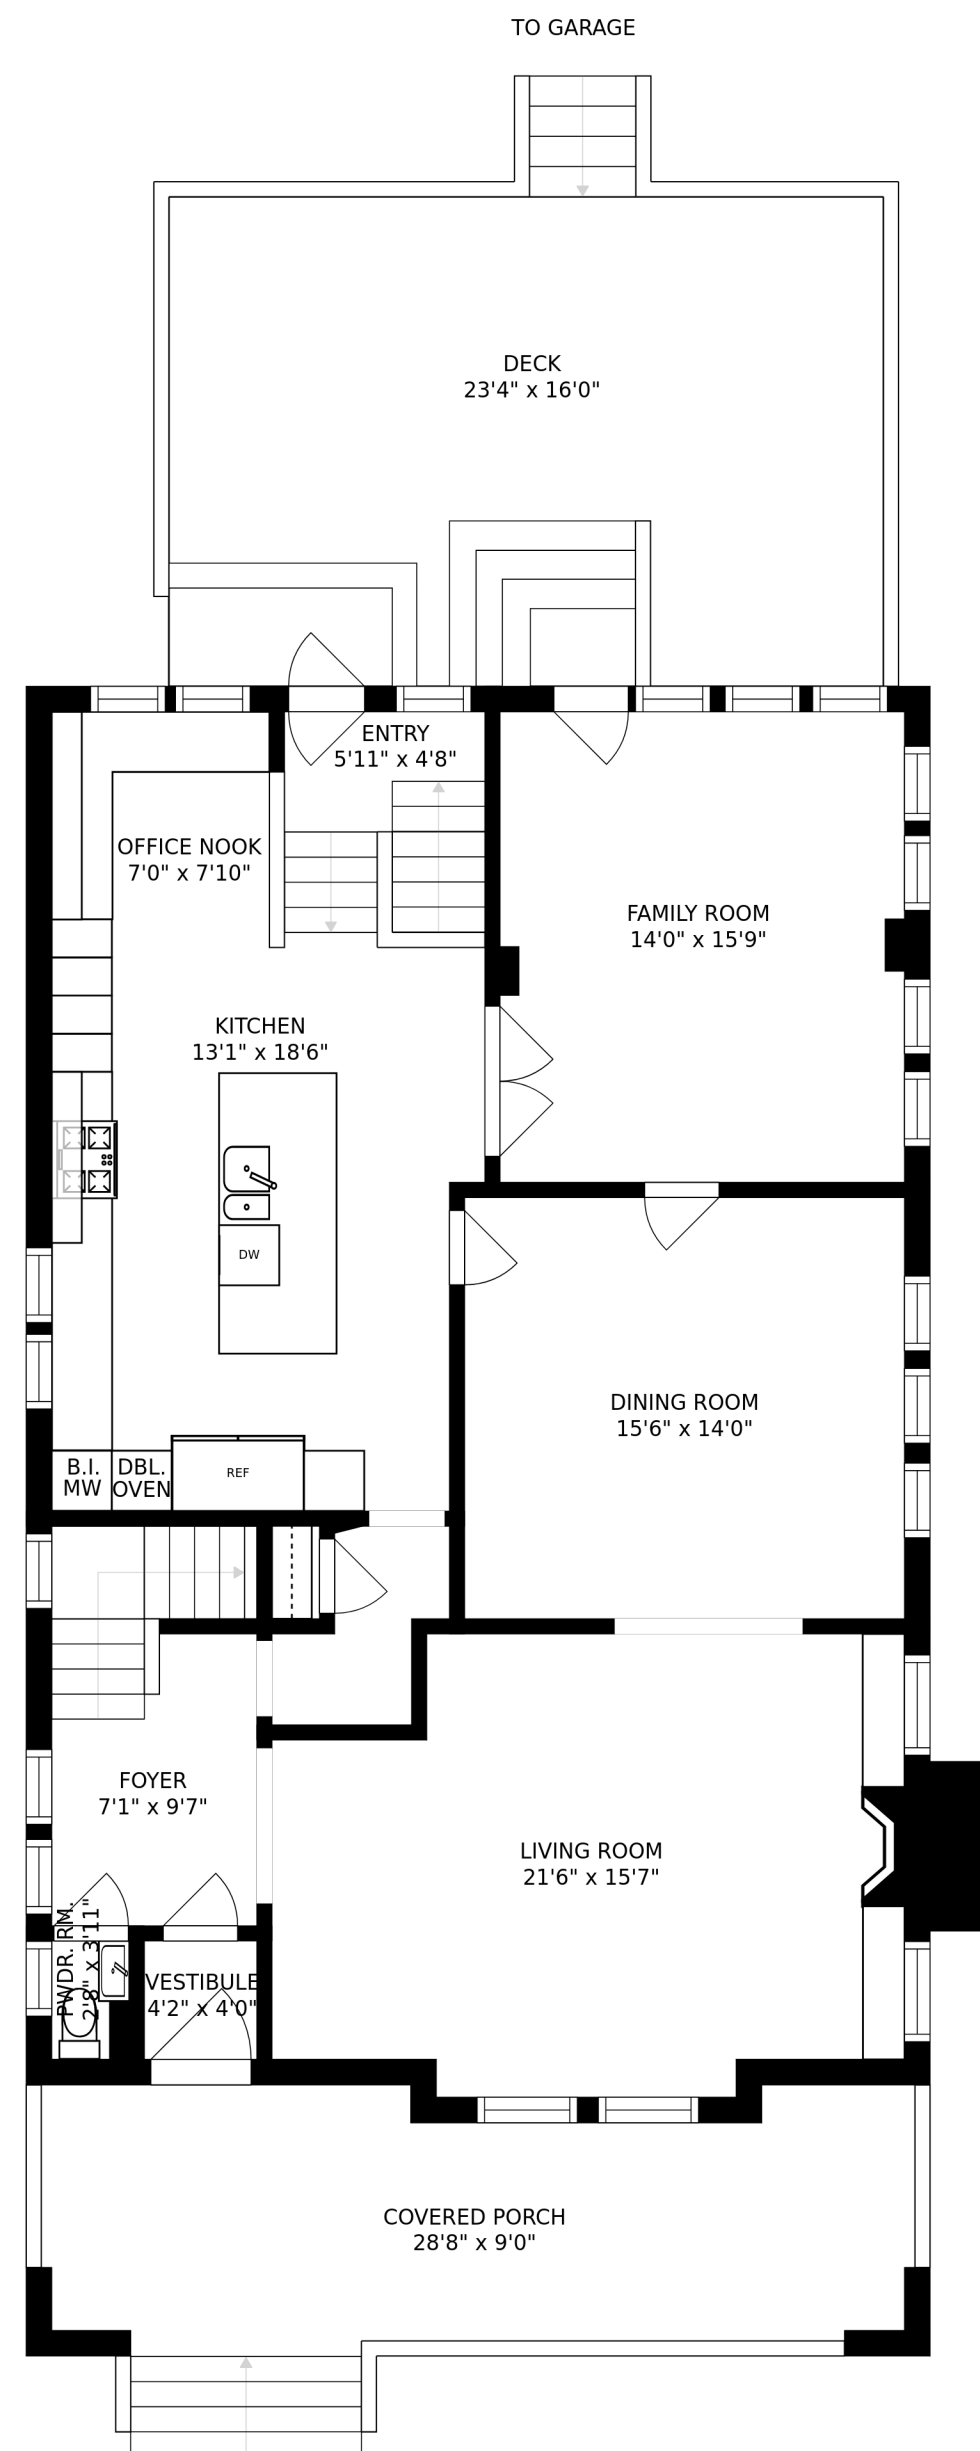 TO GARAGE
DECK
23'4" x 16'0"
ENTRY
5'11" x 4'8"
OFFICE NOOK
7'0" x 7'10"
FAMILY ROOM
14'0" x 15'9"
KITCHEN
13'1" x 18'6"
DW
DINING ROOM
15'6" x 14'0"
B.I.
MW
DBL.
OVEN
REF
FOYER
7'1" x 9'7"
LIVING ROOM
21'6" x 15'7"
PWDR. RM.
2'8" x 3'11"
VESTIBULE
4'2" x 4'0"
COVERED PORCH
28'8" x 9'0"